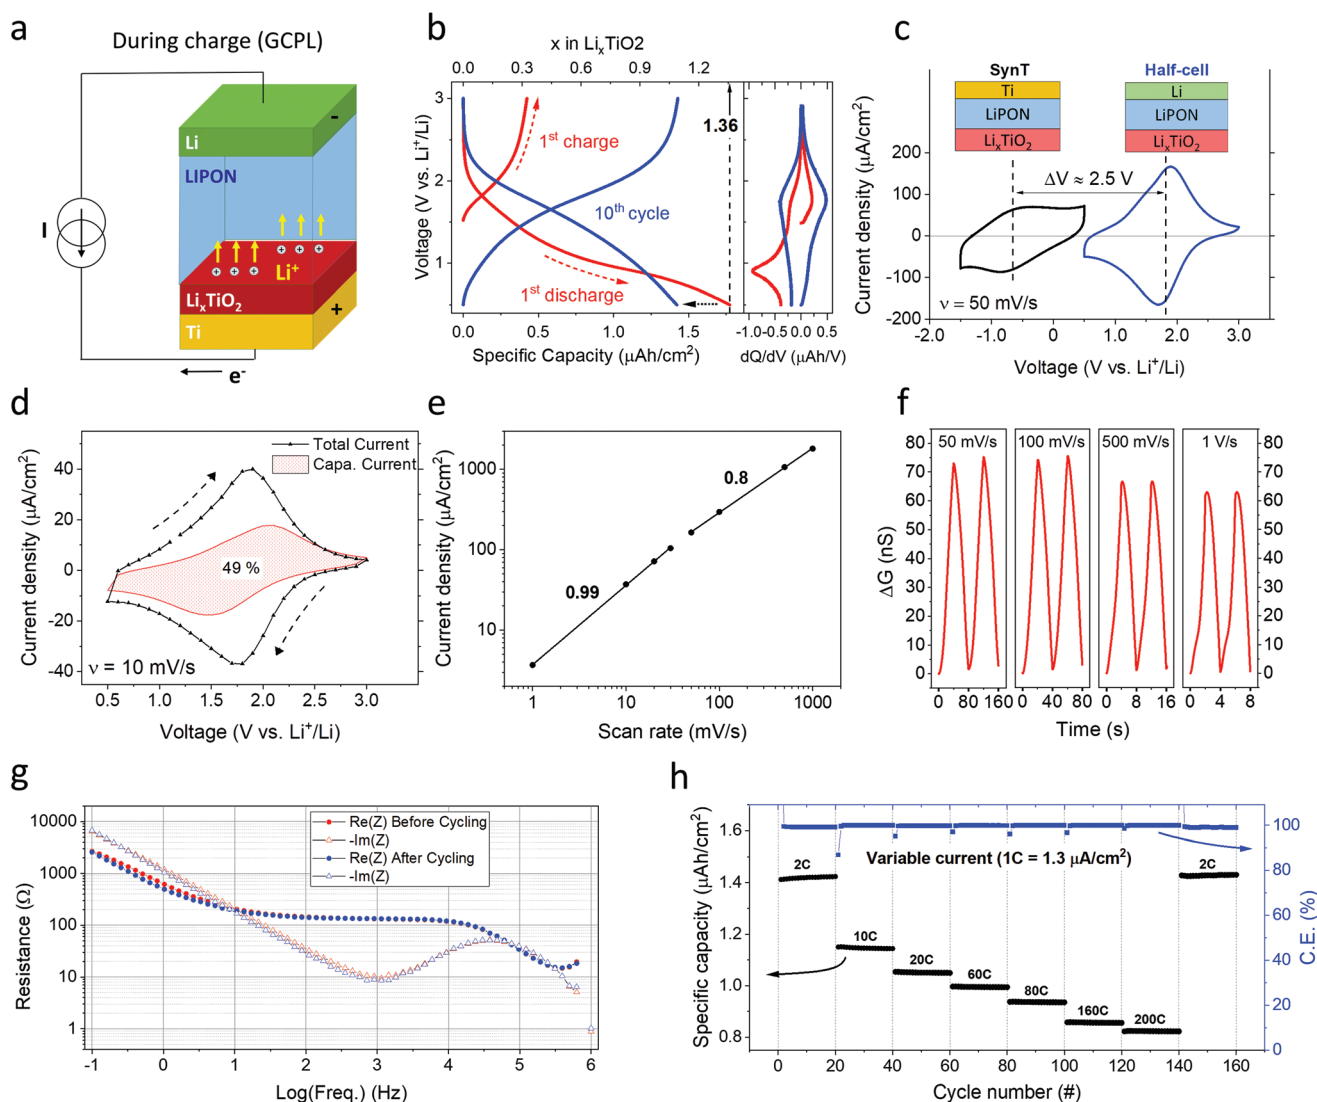 a
During charge (GCPL)
Li
-
LIPON
I
Li⁺
LiₓTiO₂
+
Ti
e⁻
b
x in LiₓTiO2
0.0 0.3 0.6 0.9 1.2
Voltage (V vs. Li⁺/Li)
3
2
1
1.36
1ˢᵗ charge
10ᵗʰ cycle
1ˢᵗ discharge
0.0 0.5 1.0 1.5
-1.0 -0.5 0.0 0.5
Specific Capacity (μAh/cm²)
dQ/dV (μAh/V)
c
SynT
Half-cell
Ti
Li
LiPON
LiPON
LiₓTiO₂
LiₓTiO₂
Current density (μA/cm²)
200
100
0
-100
-200
ΔV ≈ 2.5 V
ν = 50 mV/s
-2.0 -1.0 0 1.0 2.0 3.0
Voltage (V vs. Li⁺/Li)
d
Current density (μA/cm²)
40
20
0
-20
-40
Total Current
Capa. Current
49 %
ν = 10 mV/s
0.5 1.0 1.5 2.0 2.5 3.0
Voltage (V vs. Li⁺/Li)
e
Current density (μA/cm²)
1000
100
10
0.8
0.99
1 10 100 1000
Scan rate (mV/s)
f
ΔG (nS)
80
70
60
50
40
30
20
10
0
50 mV/s
100 mV/s
500 mV/s
1 V/s
80
70
60
50
40
30
20
10
0
0 80 160
0 40 80
0 8 16
0 4 8
Time (s)
g
Resistance (Ω)
10000
1000
100
10
1
Re(Z) Before Cycling
-Im(Z)
Re(Z) After Cycling
-Im(Z)
-1 0 1 2 3 4 5 6
Log(Freq.) (Hz)
h
Specific capacity (μAh/cm²)
1.6
1.4
1.2
1.0
0.8
Variable current (1C = 1.3 μA/cm²)
2C
10C
20C
60C
80C
160C
200C
2C
100
80
60
40
20
0
C.E. (%)
0 20 40 60 80 100 120 140 160
Cycle number (#)